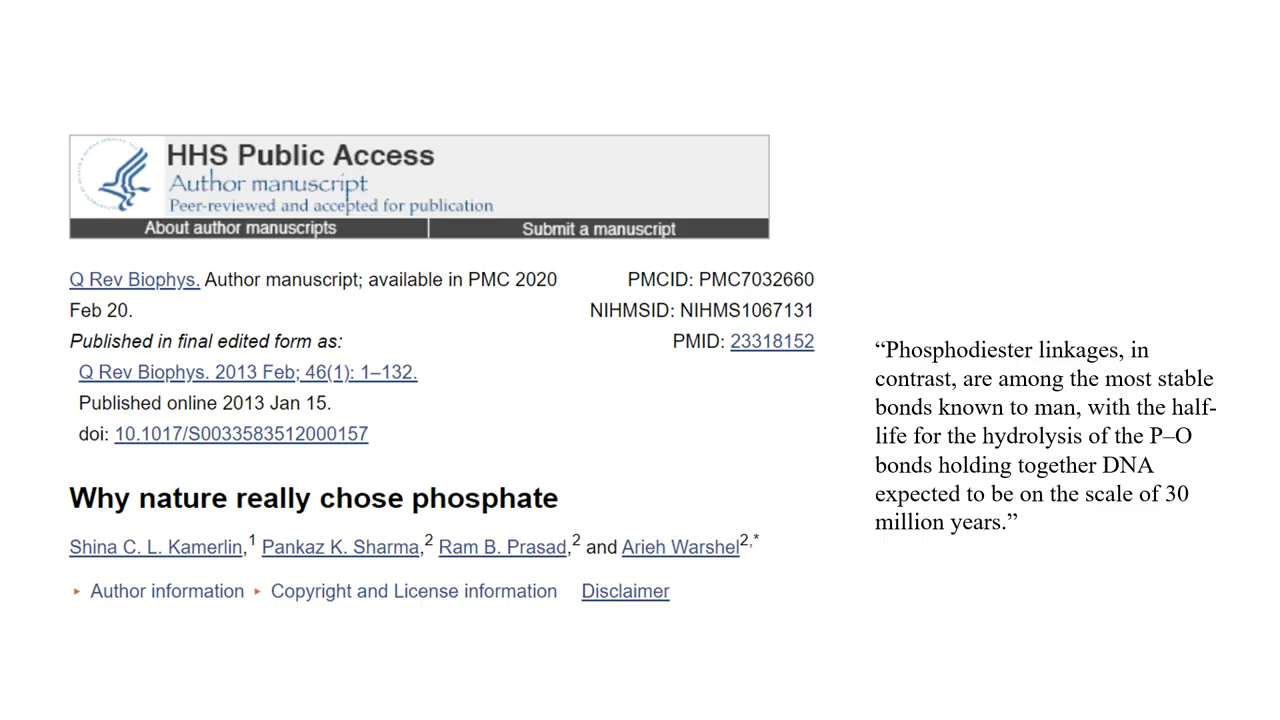 HHS Public Access
Author manuscript
Peer-reviewed and accepted for publication
About author manuscripts
Submit a manuscript
Q Rev Biophys. Author manuscript; available in PMC 2020
Feb 20.
Published in final edited form as:
Q Rev Biophys. 2013 Feb; 46(1): 1–132.
Published online 2013 Jan 15.
doi: 10.1017/S0033583512000157
PMCID: PMC7032660
NIHMSID: NIHMS1067131
PMID: 23318152
Why nature really chose phosphate
Shina C. L. Kamerlin,1 Pankaz K. Sharma,2 Ram B. Prasad,2 and Arieh Warshel2,*
▸ Author information ▸ Copyright and License information Disclaimer
“Phosphodiester linkages, in
contrast, are among the most stable
bonds known to man, with the half-
life for the hydrolysis of the P–O
bonds holding together DNA
expected to be on the scale of 30
million years.”